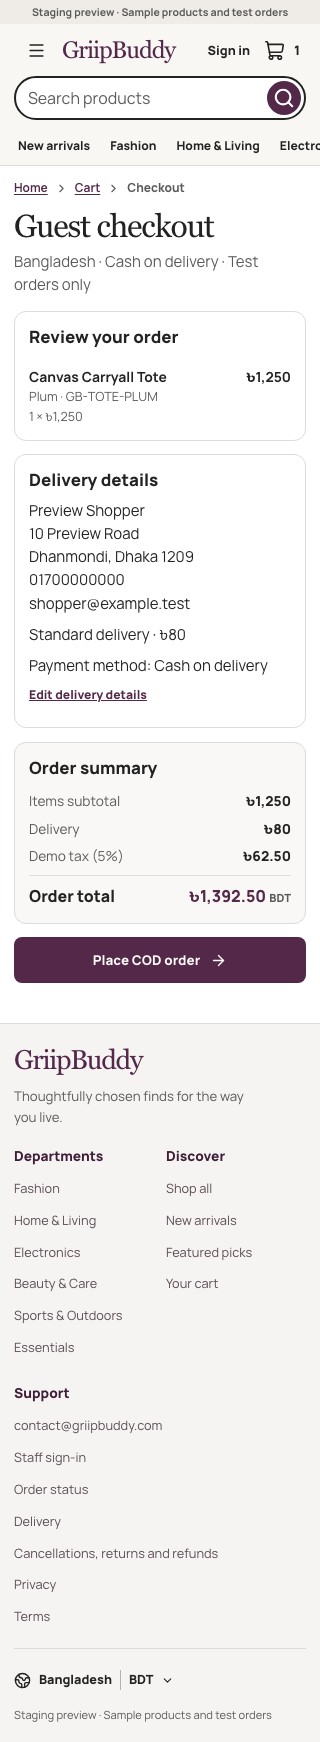 Staging preview · Sample products and test orders
GriipBuddy
Sign in
1
Search products
New arrivals
Fashion
Home & Living
Electro
Home
Cart
Checkout
Guest checkout
Bangladesh · Cash on delivery · Test
orders only
Review your order
Canvas Carryall Tote ৳1,250
Plum · GB-TOTE-PLUM
1 × ৳1,250
Delivery details
Preview Shopper
10 Preview Road
Dhanmondi, Dhaka 1209
01700000000
shopper@example.test
Standard delivery · ৳80
Payment method: Cash on delivery
Edit delivery details
Order summary
Items subtotal ৳1,250
Delivery ৳80
Demo tax (5%) ৳62.50
Order total ৳1,392.50 BDT
Place COD order
GriipBuddy
Thoughtfully chosen finds for the way
you live.
Departments
Fashion
Home & Living
Electronics
Beauty & Care
Sports & Outdoors
Essentials
Discover
Shop all
New arrivals
Featured picks
Your cart
Support
contact@griipbuddy.com
Staff sign-in
Order status
Delivery
Cancellations, returns and refunds
Privacy
Terms
Bangladesh
BDT
Staging preview · Sample products and test orders